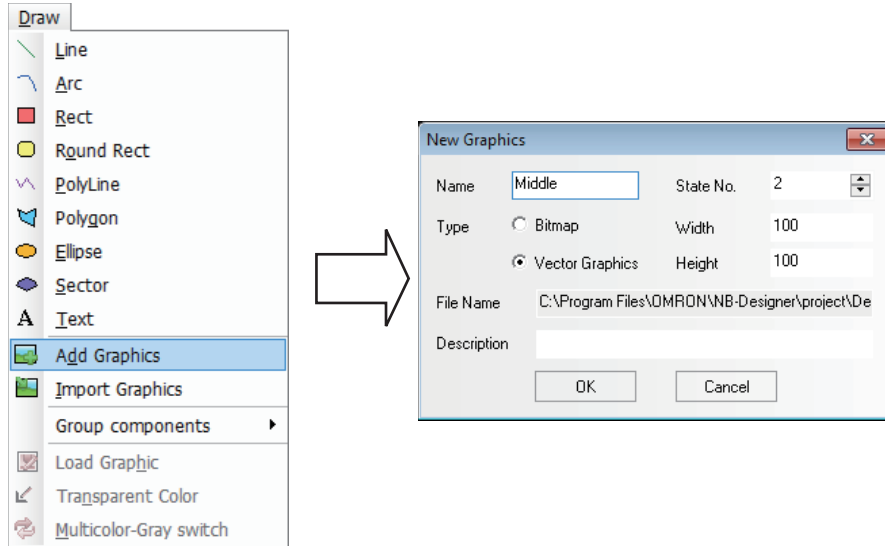 Draw
Line
Arc
Rect
Round Rect
PolyLine
Polygon
Ellipse
Sector
A Text
Add Graphics
Import Graphics
Group components
Load Graphic
Transparent Color
Multicolor-Gray switch
New Graphics
Name Middle State No. 2
Type Bitmap Width 100
Vector Graphics Height 100
File Name C:\Program Files\OMRON\NB-Designer\project\De
Description
OK Cancel